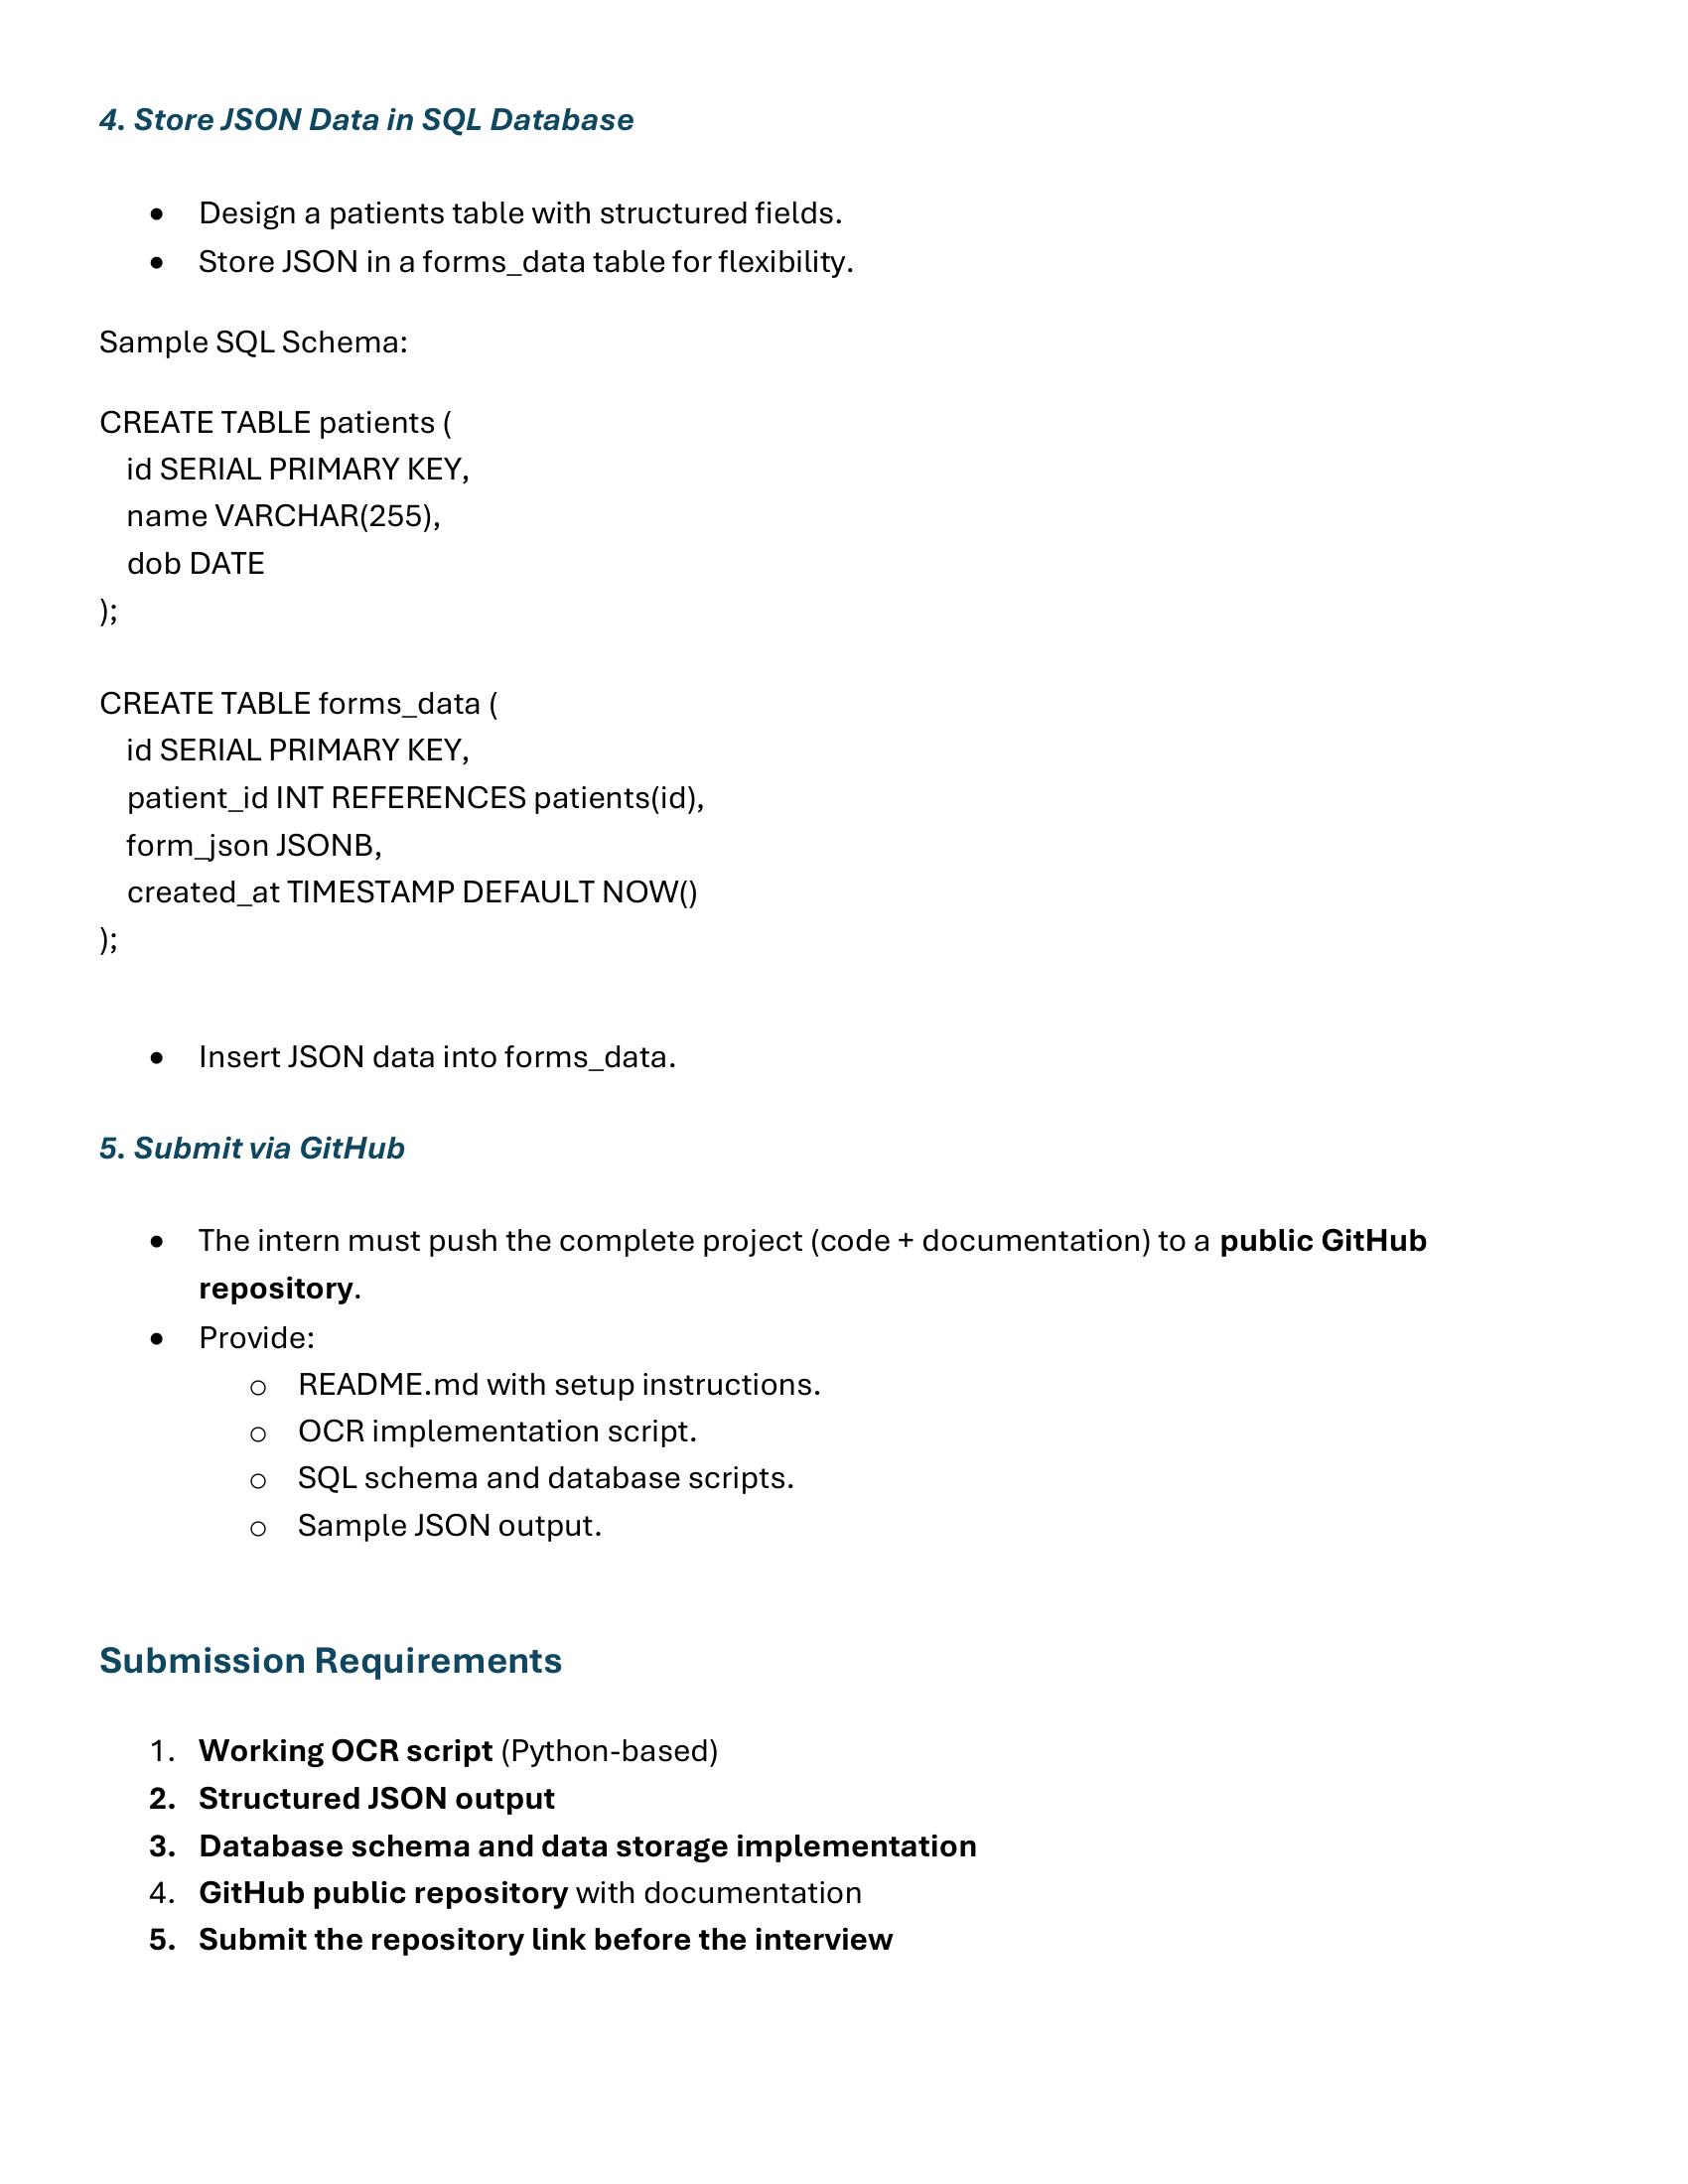 4. Store JSON Data in SQL Database
• Design a patients table with structured fields.
• Store JSON in a forms_data table for flexibility.
Sample SQL Schema:
CREATE TABLE patients (
id SERIAL PRIMARY KEY,
name VARCHAR(255),
dob DATE
);
CREATE TABLE forms_data (
id SERIAL PRIMARY KEY,
patient_id INT REFERENCES patients(id),
form_json JSONB,
created_at TIMESTAMP DEFAULT NOW()
);
• Insert JSON data into forms_data.
5. Submit via GitHub
• The intern must push the complete project (code + documentation) to a public GitHub
repository.
• Provide:
o README.md with setup instructions.
o OCR implementation script.
o SQL schema and database scripts.
o Sample JSON output.
Submission Requirements
1. Working OCR script (Python-based)
2. Structured JSON output
3. Database schema and data storage implementation
4. GitHub public repository with documentation
5. Submit the repository link before the interview